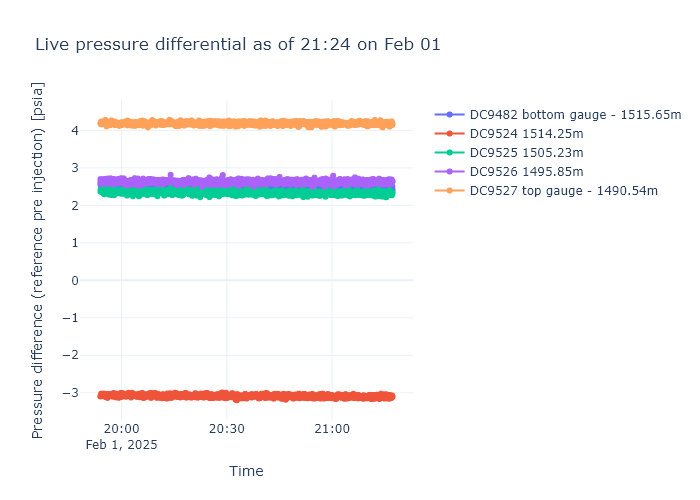 Live pressure differential as of 21:24 on Feb 01
Pressure difference (reference pre injection) [psia]
4
3
2
1
0
−1
−2
−3
20:00
20:30
21:00
Feb 1, 2025
Time
DC9482 bottom gauge - 1515.65m
DC9524 1514.25m
DC9525 1505.23m
DC9526 1495.85m
DC9527 top gauge - 1490.54m